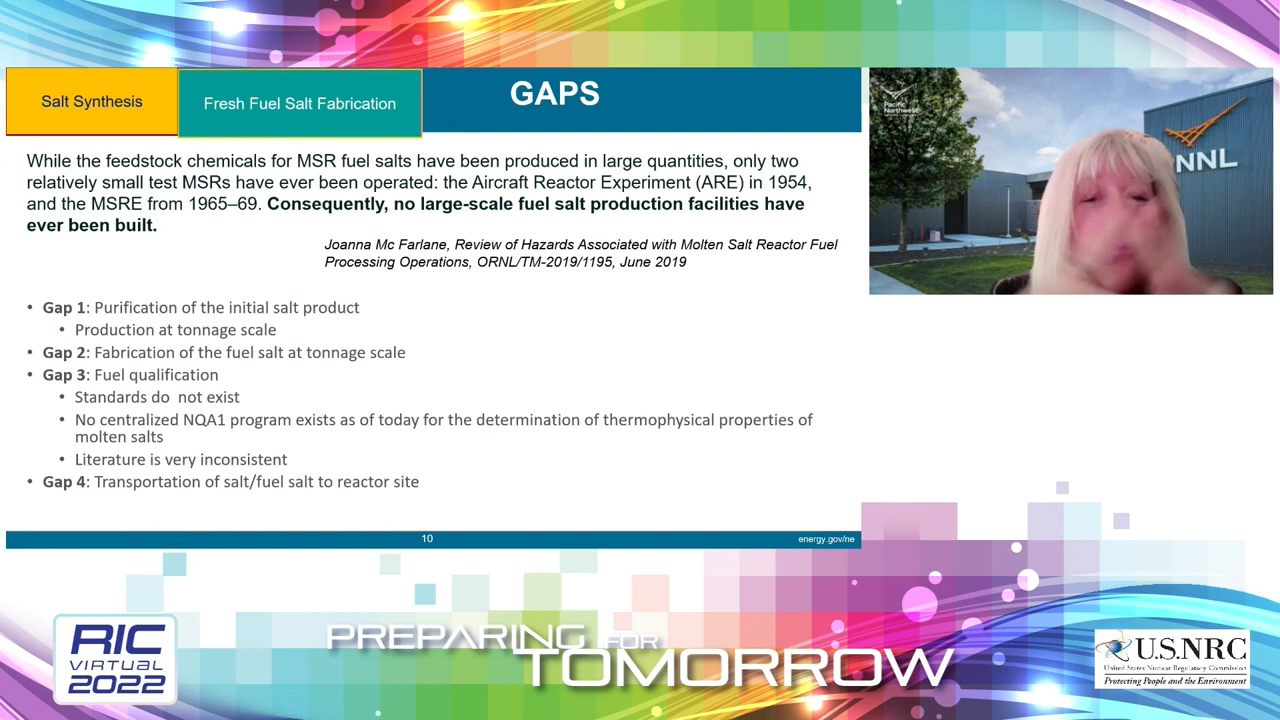 Salt Synthesis
Fresh Fuel Salt Fabrication
GAPS
While the feedstock chemicals for MSR fuel salts have been produced in large quantities, only two
relatively small test MSRs have ever been operated: the Aircraft Reactor Experiment (ARE) in 1954,
and the MSRE from 1965–69. Consequently, no large-scale fuel salt production facilities have
ever been built.
Joanna Mc Farlane, Review of Hazards Associated with Molten Salt Reactor Fuel
Processing Operations, ORNL/TM-2019/1195, June 2019
• Gap 1: Purification of the initial salt product
• Production at tonnage scale
• Gap 2: Fabrication of the fuel salt at tonnage scale
• Gap 3: Fuel qualification
• Standards do  not exist
• No centralized NQA1 program exists as of today for the determination of thermophysical properties of
molten salts
• Literature is very inconsistent
• Gap 4: Transportation of salt/fuel salt to reactor site
10
energy.gov/ne
Pacific
Northwest
PNNL
RIC
VIRTUAL
2022
PREPARING FOR
TOMORROW
U.S.NRC
United States Nuclear Regulatory Commission
Protecting People and the Environment